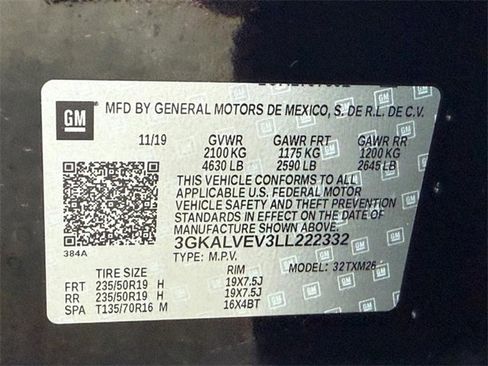 GM
MFD BY GENERAL MOTORS DE MEXICO, S. DE R.L. DE C.V.
11/19 GVWR GAWR FRT GAWR RR
2100 KG 1175 KG 1200 KG
4630 LB 2590 LB 2645 LB
THIS VEHICLE CONFORMS TO ALL
APPLICABLE U.S. FEDERAL MOTOR
VEHICLE SAFETY AND THEFT PREVENTION
STANDARDS IN EFFECT ON THE DATE OF
MANUFACTURE SHOWN ABOVE.
384A
3GKALVEV3LL222332
TYPE: M.P.V. MODEL: 32TXM26
TIRE SIZE RIM
FRT 235/50R19 H 19X7.5J
RR 235/50R19 H 19X7.5J
SPA T135/70R16 M 16X4BT